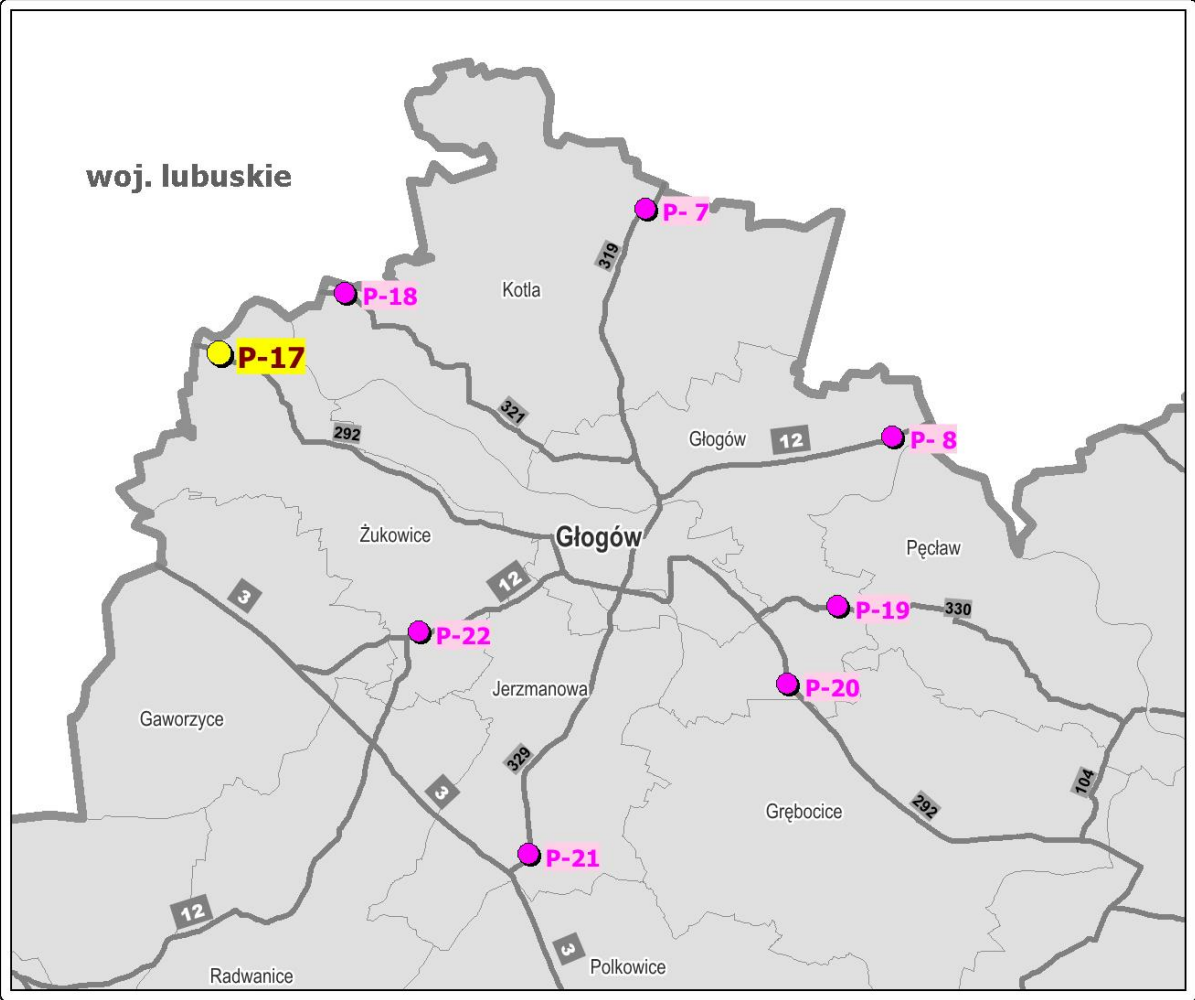 woj. lubuskie
P- 7
319
Kotla
P-18
P-17
321
292
Głogów
12
P- 8
Głogów
Żukowice
Pęcław
12
3
P-19
330
P-22
Jerzmanowa
P-20
Gaworzyce
329
3
104
292
Grębocice
P-21
12
3
Polkowice
Radwanice